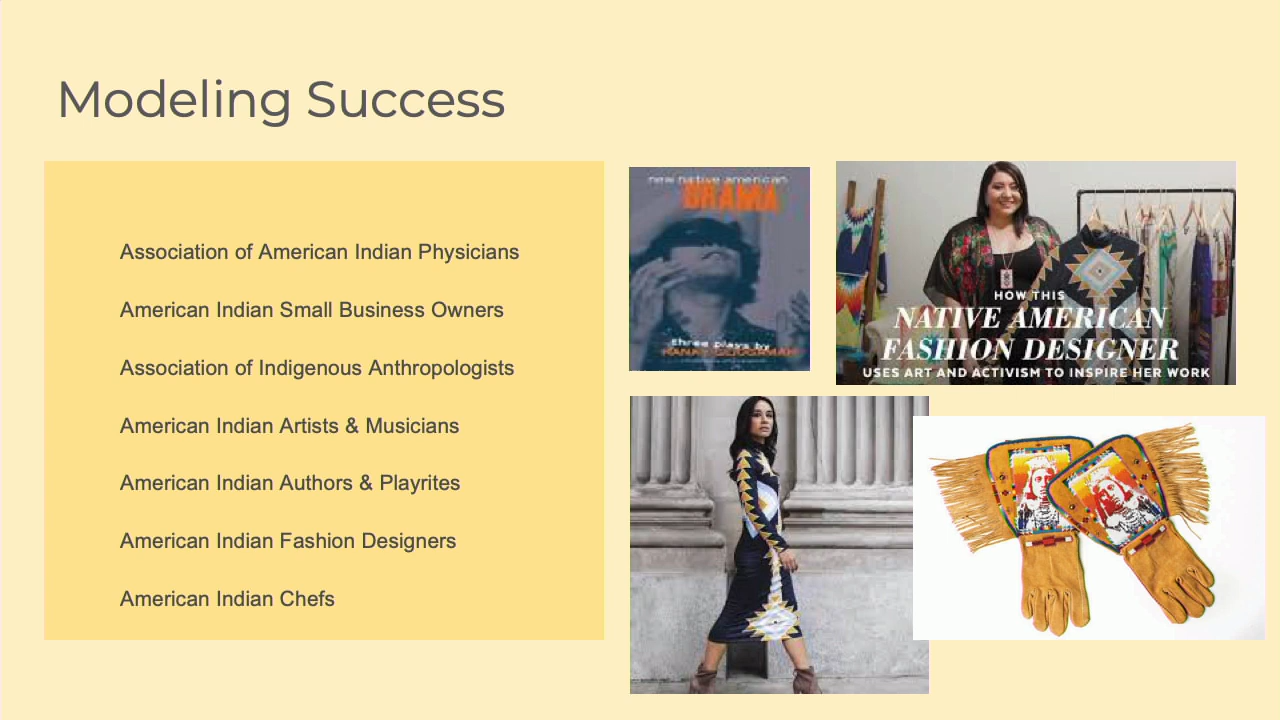 Modeling Success
Association of American Indian Physicians
American Indian Small Business Owners
Association of Indigenous Anthropologists
American Indian Artists & Musicians
American Indian Authors & Playrites
American Indian Fashion Designers
American Indian Chefs
new native american
DRAMA
three plays by
HOW THIS
NATIVE AMERICAN
FASHION DESIGNER
USES ART AND ACTIVISM TO INSPIRE HER WORK